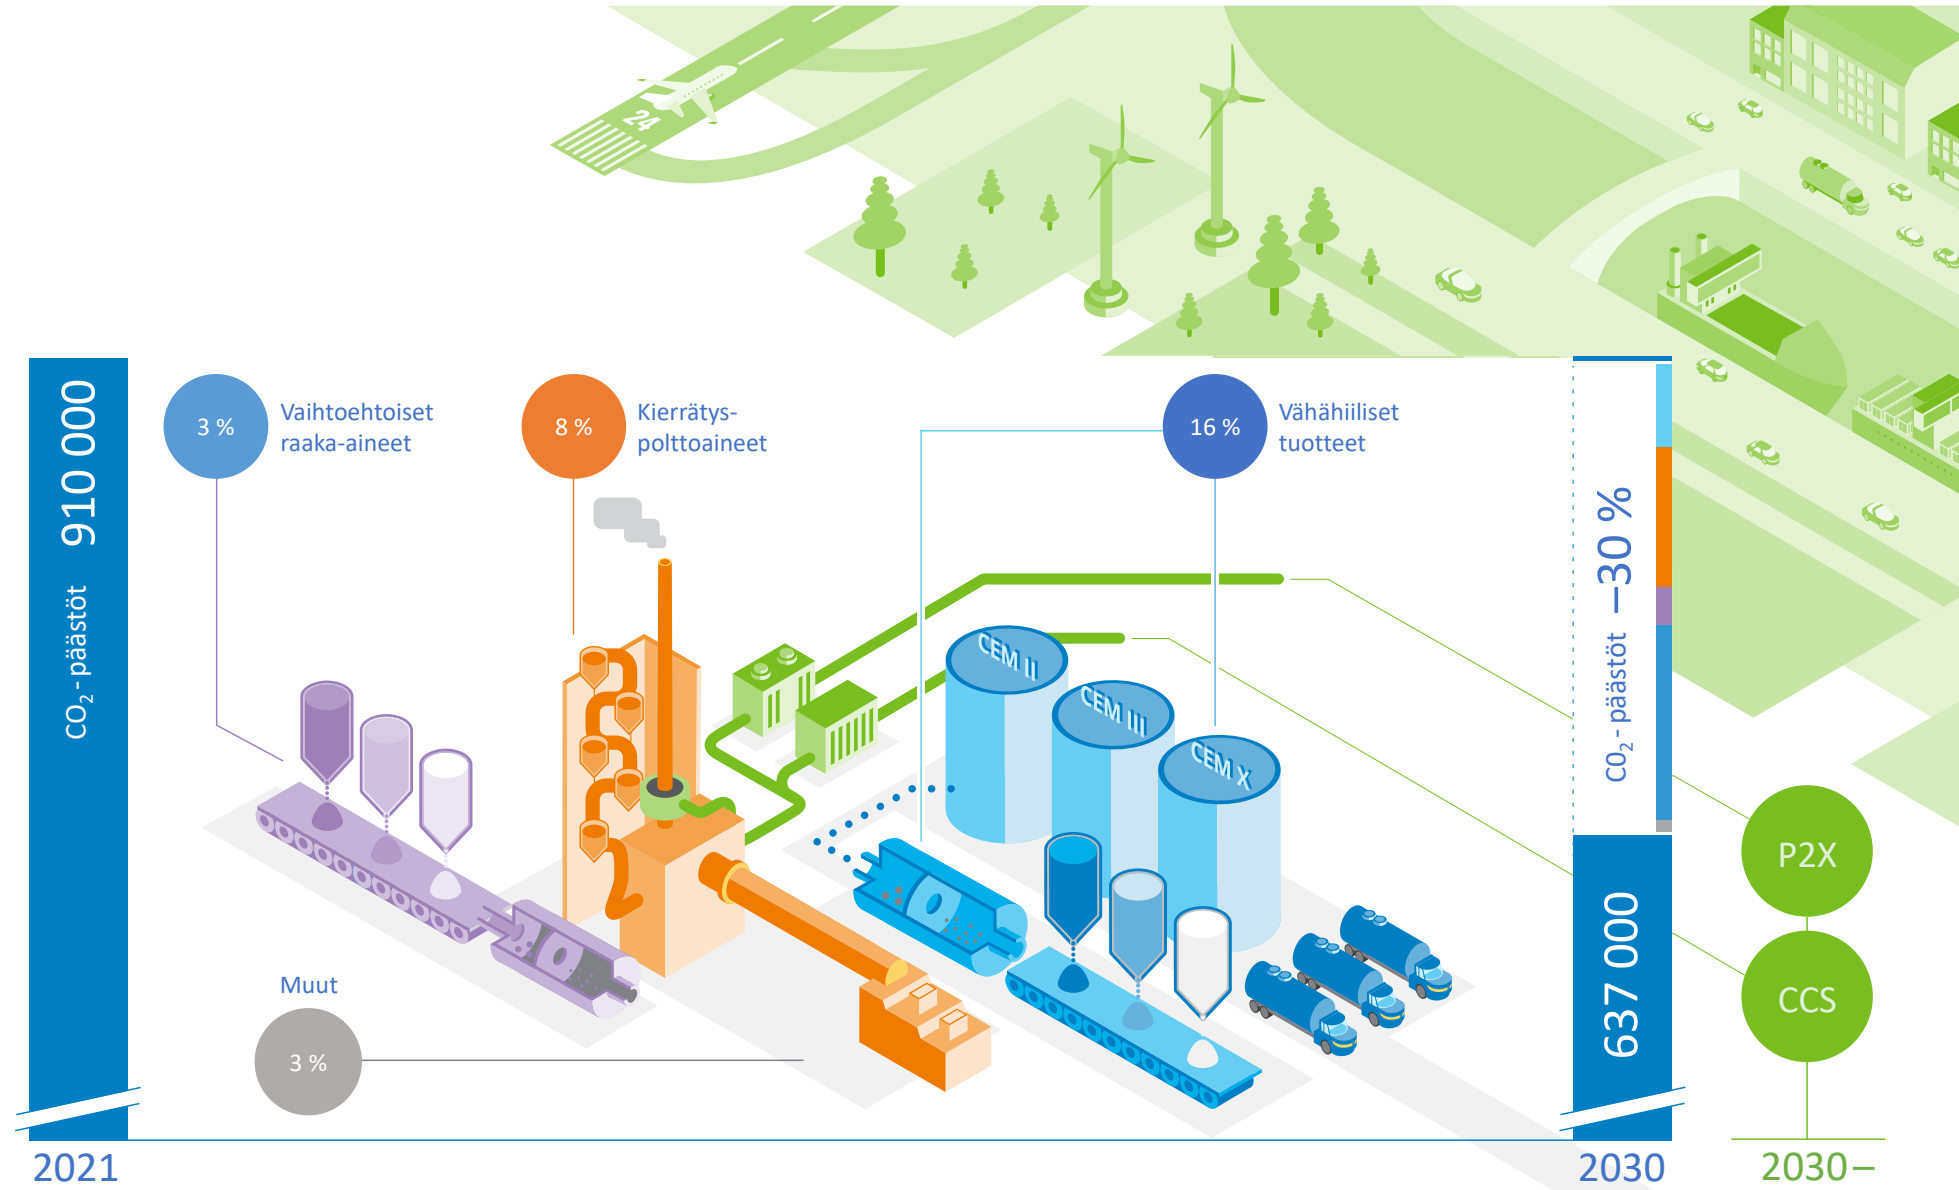 24
910 000
CO₂ - päästöt
3 %
Vaihtoehtoiset
raaka-aineet
8 %
Kierrätys-
polttoaineet
16 %
Vähähiiliset
tuotteet
CEM II
CEM III
CEM X
Muut
3 %
C0₂ - päästöt −30 %
637 000
P2X
CCS
2021
2030
2030–